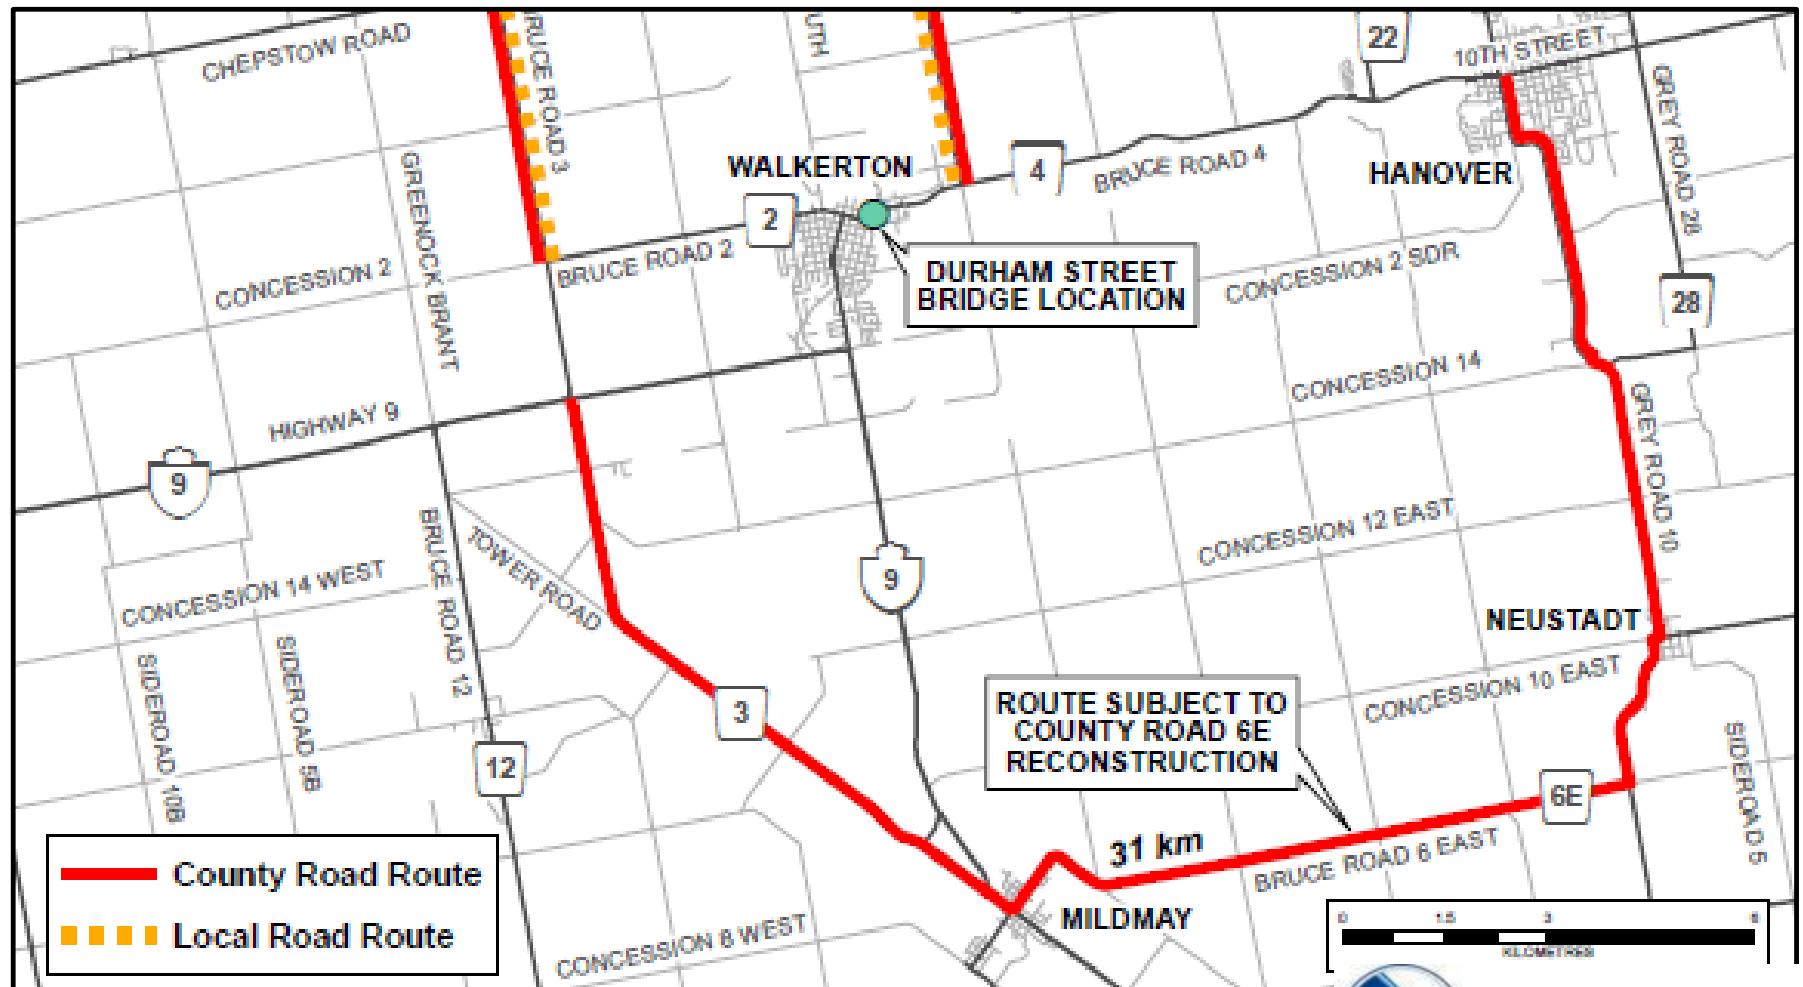 CHEPSTOW ROAD
BRUCE ROAD 3
UTH
22
10TH STREET
GREY ROAD 28
WALKERTON
4
BRUCE ROAD 4
HANOVER
GREENOCK BRANT
2
BRUCE ROAD 2
CONCESSION 2
DURHAM STREET
BRIDGE LOCATION
CONCESSION 2 SDR
28
CONCESSION 14
HIGHWAY 9
9
GREY ROAD 10
BRUCE ROAD 12
TOWER ROAD
CONCESSION 12 EAST
9
CONCESSION 14 WEST
NEUSTADT
SIDEROAD 10B
SIDEROAD 5B
CONCESSION 10 EAST
ROUTE SUBJECT TO
COUNTY ROAD 6E
RECONSTRUCTION
3
12
6E
SIDEROAD 5
31 km
BRUCE ROAD 6 EAST
County Road Route
Local Road Route
MILDMAY
CONCESSION 8 WEST
0 1.5 3 6
KILOMETRES